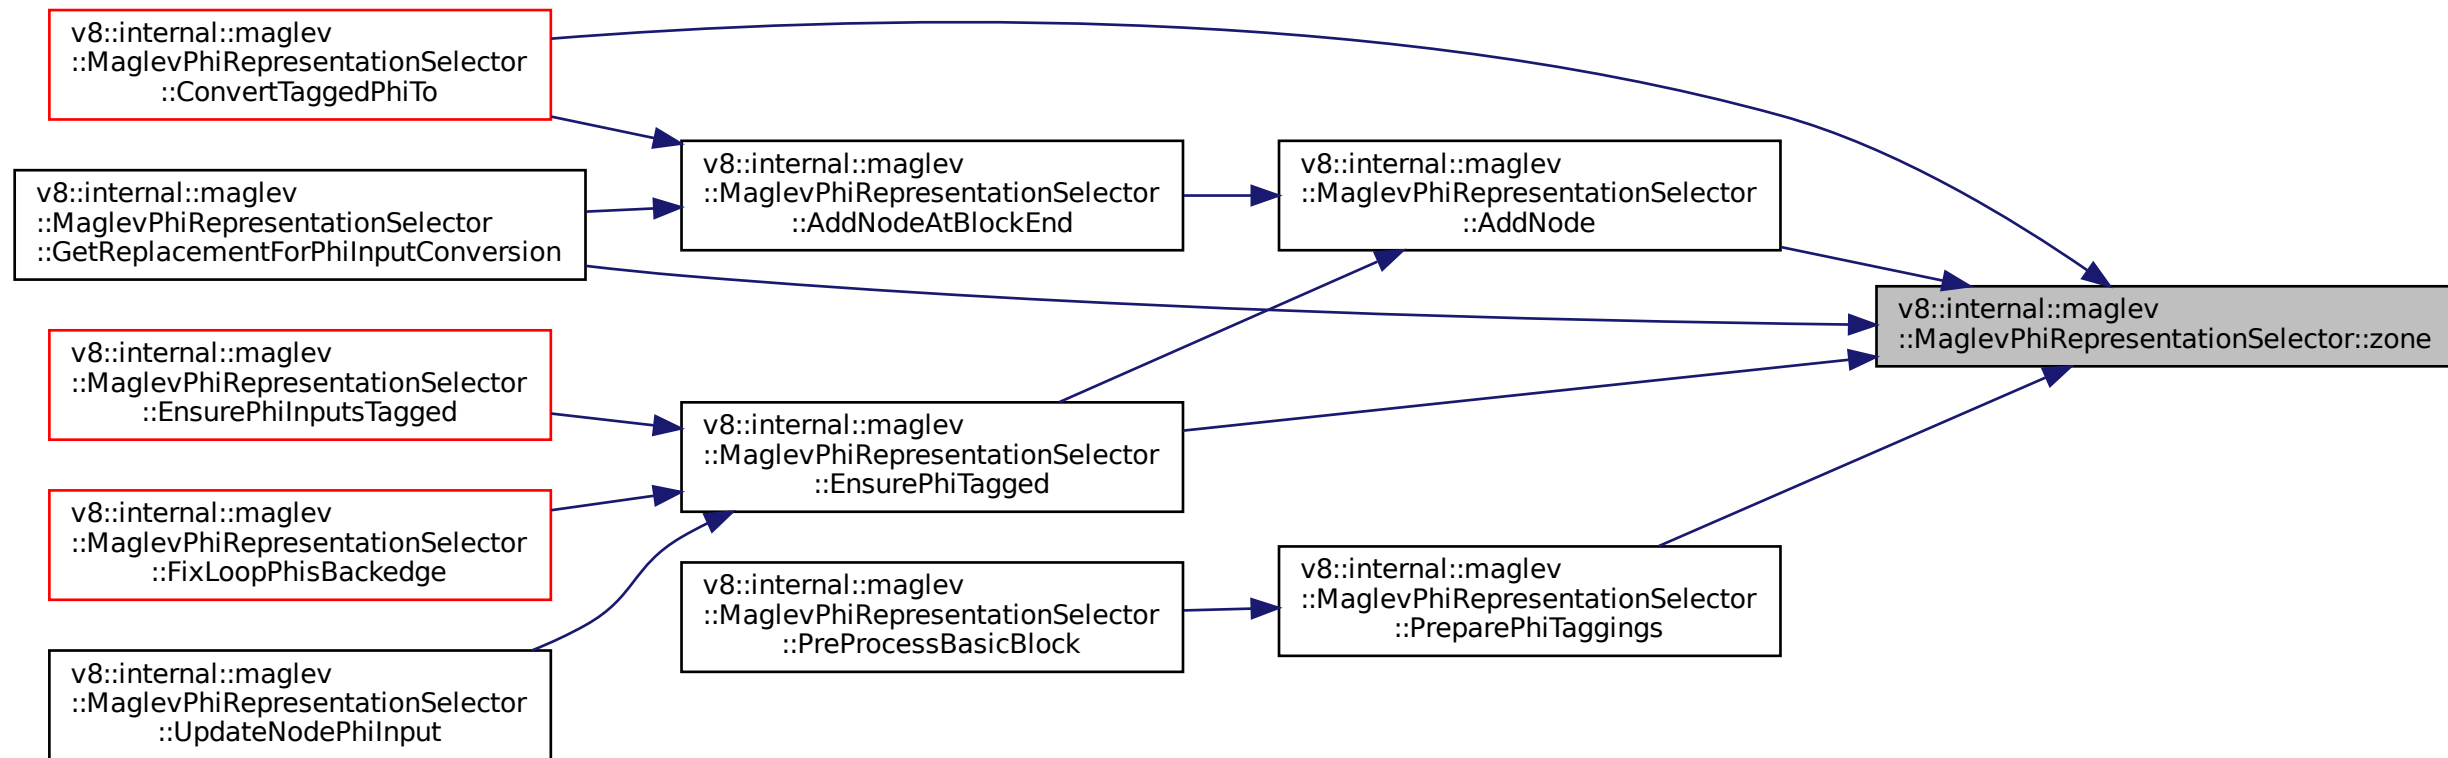 v8::internal::maglev
::MaglevPhiRepresentationSelector
::ConvertTaggedPhiTo
v8::internal::maglev
::MaglevPhiRepresentationSelector
::GetReplacementForPhiInputConversion
v8::internal::maglev
::MaglevPhiRepresentationSelector
::EnsurePhiInputsTagged
v8::internal::maglev
::MaglevPhiRepresentationSelector
::FixLoopPhisBackedge
v8::internal::maglev
::MaglevPhiRepresentationSelector
::UpdateNodePhiInput
v8::internal::maglev
::MaglevPhiRepresentationSelector
::AddNodeAtBlockEnd
v8::internal::maglev
::MaglevPhiRepresentationSelector
::EnsurePhiTagged
v8::internal::maglev
::MaglevPhiRepresentationSelector
::PreProcessBasicBlock
v8::internal::maglev
::MaglevPhiRepresentationSelector
::AddNode
v8::internal::maglev
::MaglevPhiRepresentationSelector
::PreparePhiTaggings
v8::internal::maglev
::MaglevPhiRepresentationSelector::zone